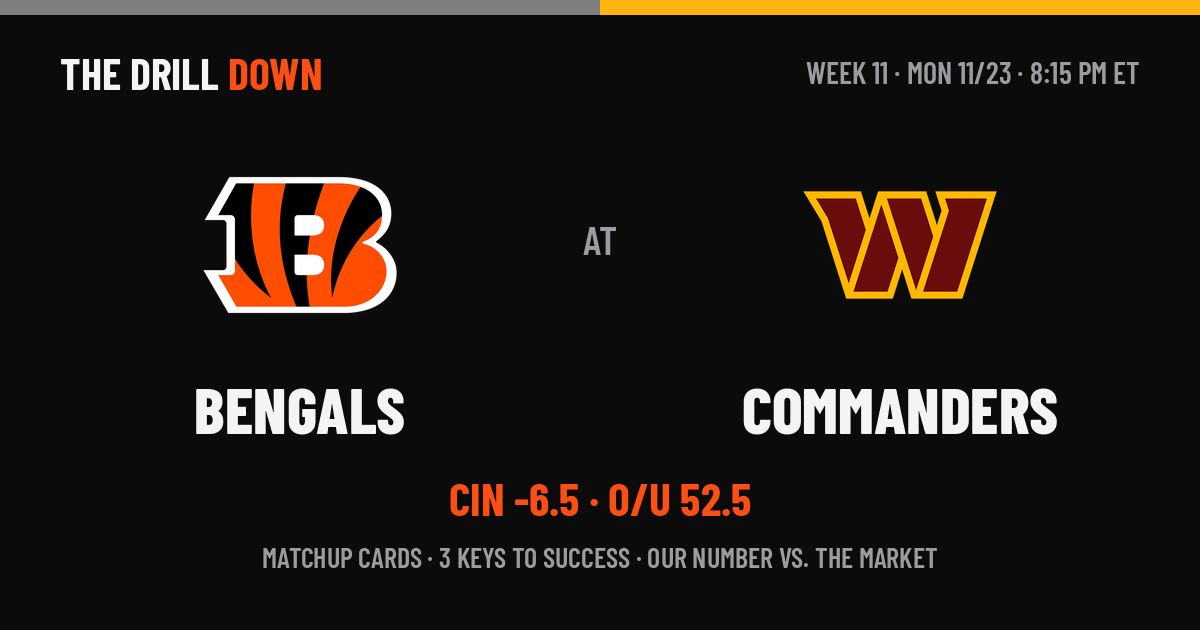 THE DRILL DOWN
WEEK 11 · MON 11/23 · 8:15 PM ET
B
AT
W
BENGALS
COMMANDERS
CIN -6.5 · O/U 52.5
MATCHUP CARDS · 3 KEYS TO SUCCESS · OUR NUMBER VS. THE MARKET